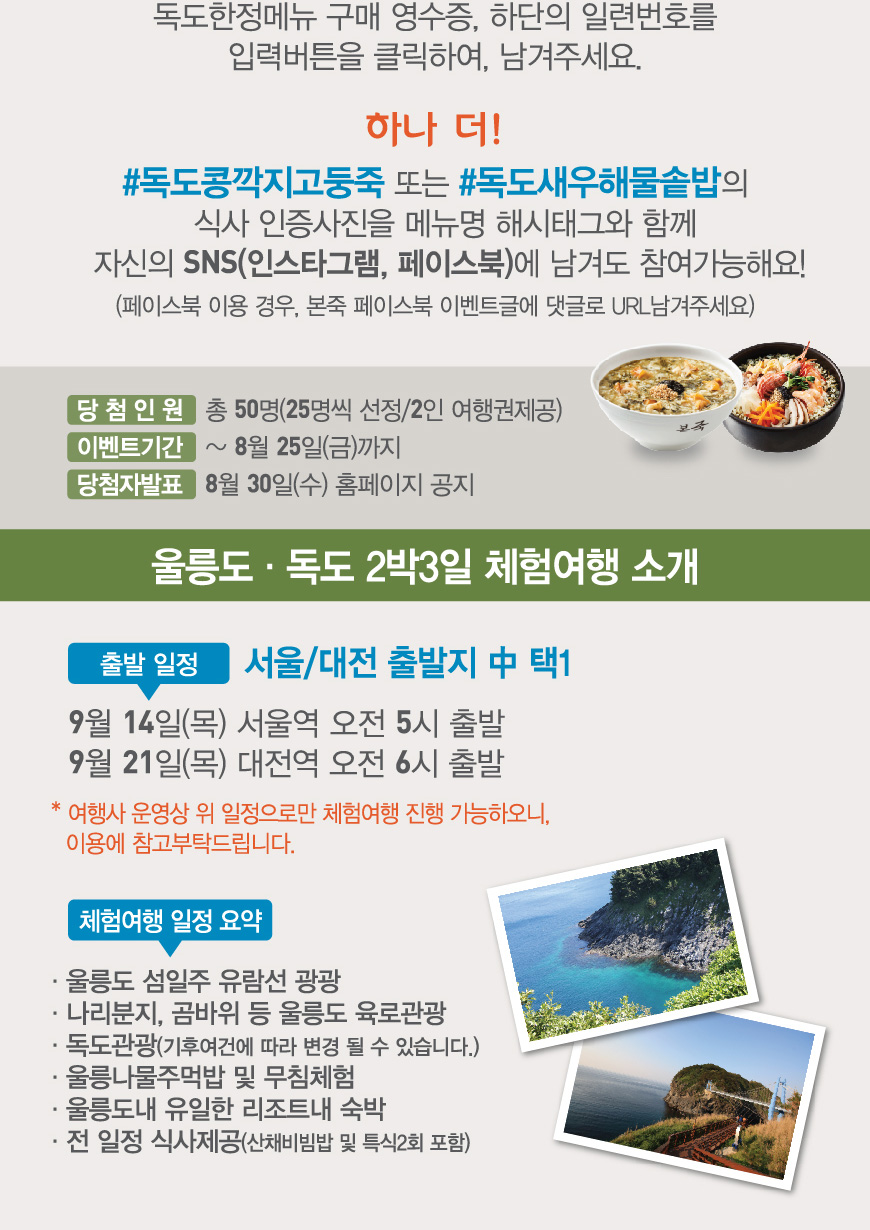 독도한정메뉴 구매 영수증, 하단의 일련번호를
입력버튼을 클릭하여, 남겨주세요.
하나 더!
#독도콩깍지고둥죽 또는 #독도새우해물솥밥의
식사 인증사진을 메뉴명 해시태그와 함께
자신의 SNS(인스타그램, 페이스북)에 남겨도 참여가능해요!
(페이스북 이용 경우, 본죽 페이스북 이벤트글에 댓글로 URL남겨주세요)
당첨인원 총 50명(25명씩 선정/2인 여행권제공)
이벤트기간 ~ 8월 25일(금)까지
당첨자발표 8월 30일(수) 홈페이지 공지
본죽
울릉도 · 독도 2박3일 체험여행 소개
출발 일정 서울/대전 출발지 中 택1
9월 14일(목) 서울역 오전 5시 출발
9월 21일(목) 대전역 오전 6시 출발
* 여행사 운영상 위 일정으로만 체험여행 진행 가능하오니,
이용에 참고부탁드립니다.
체험여행 일정 요약
· 울릉도 섬일주 유람선 광광
· 나리분지, 곰바위 등 울릉도 육로관광
· 독도관광(기후여건에 따라 변경 될 수 있습니다.)
· 울릉나물주먹밥 및 무침체험
· 울릉도내 유일한 리조트내 숙박
· 전 일정 식사제공(산채비빔밥 및 특식2회 포함)